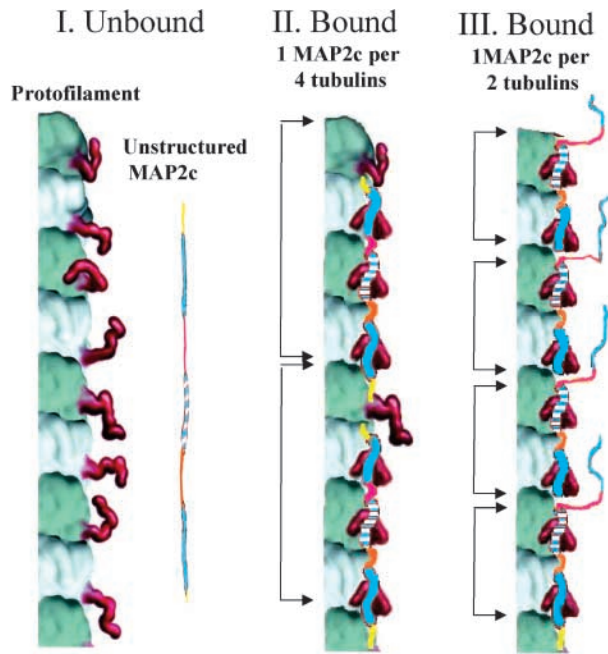 I. Unbound
II. Bound
III. Bound
1 MAP2c per
4 tubulins
1MAP2c per
2 tubulins
Protofilament
Unstructured
MAP2c